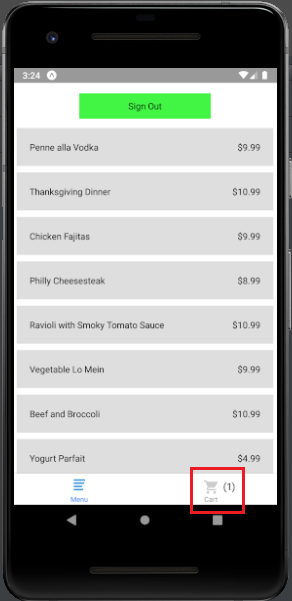 3:24
Sign Out
Penne alla Vodka $9.99
Thanksgiving Dinner $10.99
Chicken Fajitas $9.99
Philly Cheesesteak $8.99
Ravioli with Smoky Tomato Sauce $10.99
Vegetable Lo Mein $9.99
Beef and Broccoli $10.99
Yogurt Parfait $4.99
(1)
Menu Cart